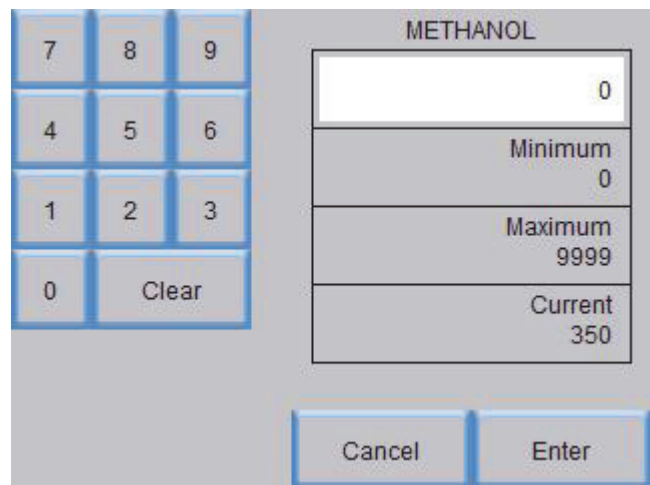 7 8 9
4 5 6
1 2 3
0 Clear
METHANOL
0
Minimum
0
Maximum
9999
Current
350
Cancel Enter